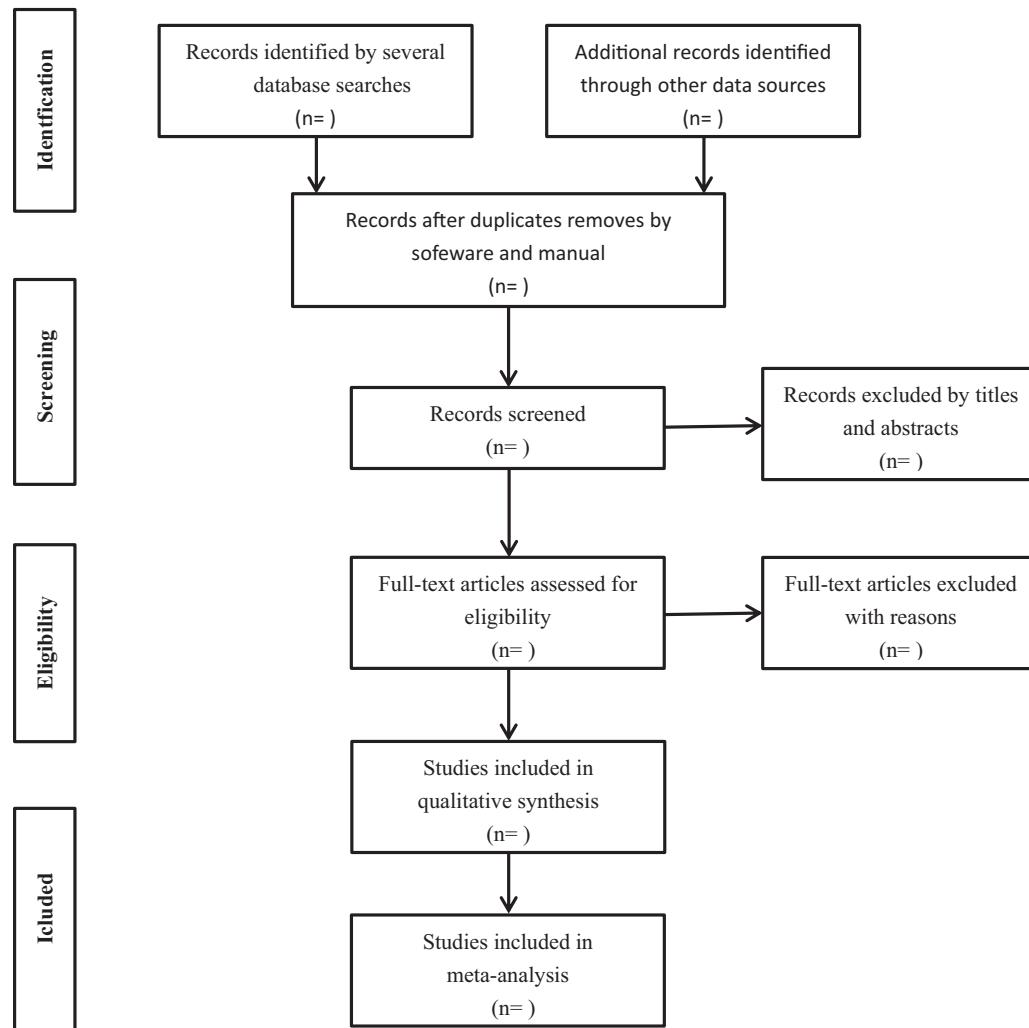 Identfication
Records identified by several
database searches
(n= )
Additional records identified
through other data sources
(n= )
Records after duplicates removes by
sofeware and manual
(n= )
Screening
Records screened
(n= )
Records excluded by titles
and abstracts
(n= )
Eligibility
Full-text articles assessed for
eligibility
(n= )
Full-text articles excluded
with reasons
(n= )
Studies included in
qualitative synthesis
(n= )
Icluded
Studies included in
meta-analysis
(n= )